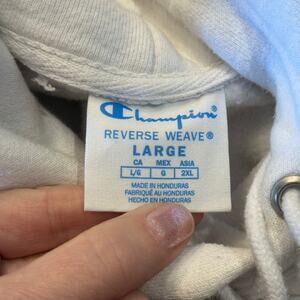 Champion
REVERSE WEAVE®
LARGE
CA MEX ASIA
L/G G 2XL
MADE IN HONDURAS
FABRIQUÉ AU HONDURAS
HECHO EN HONDURAS